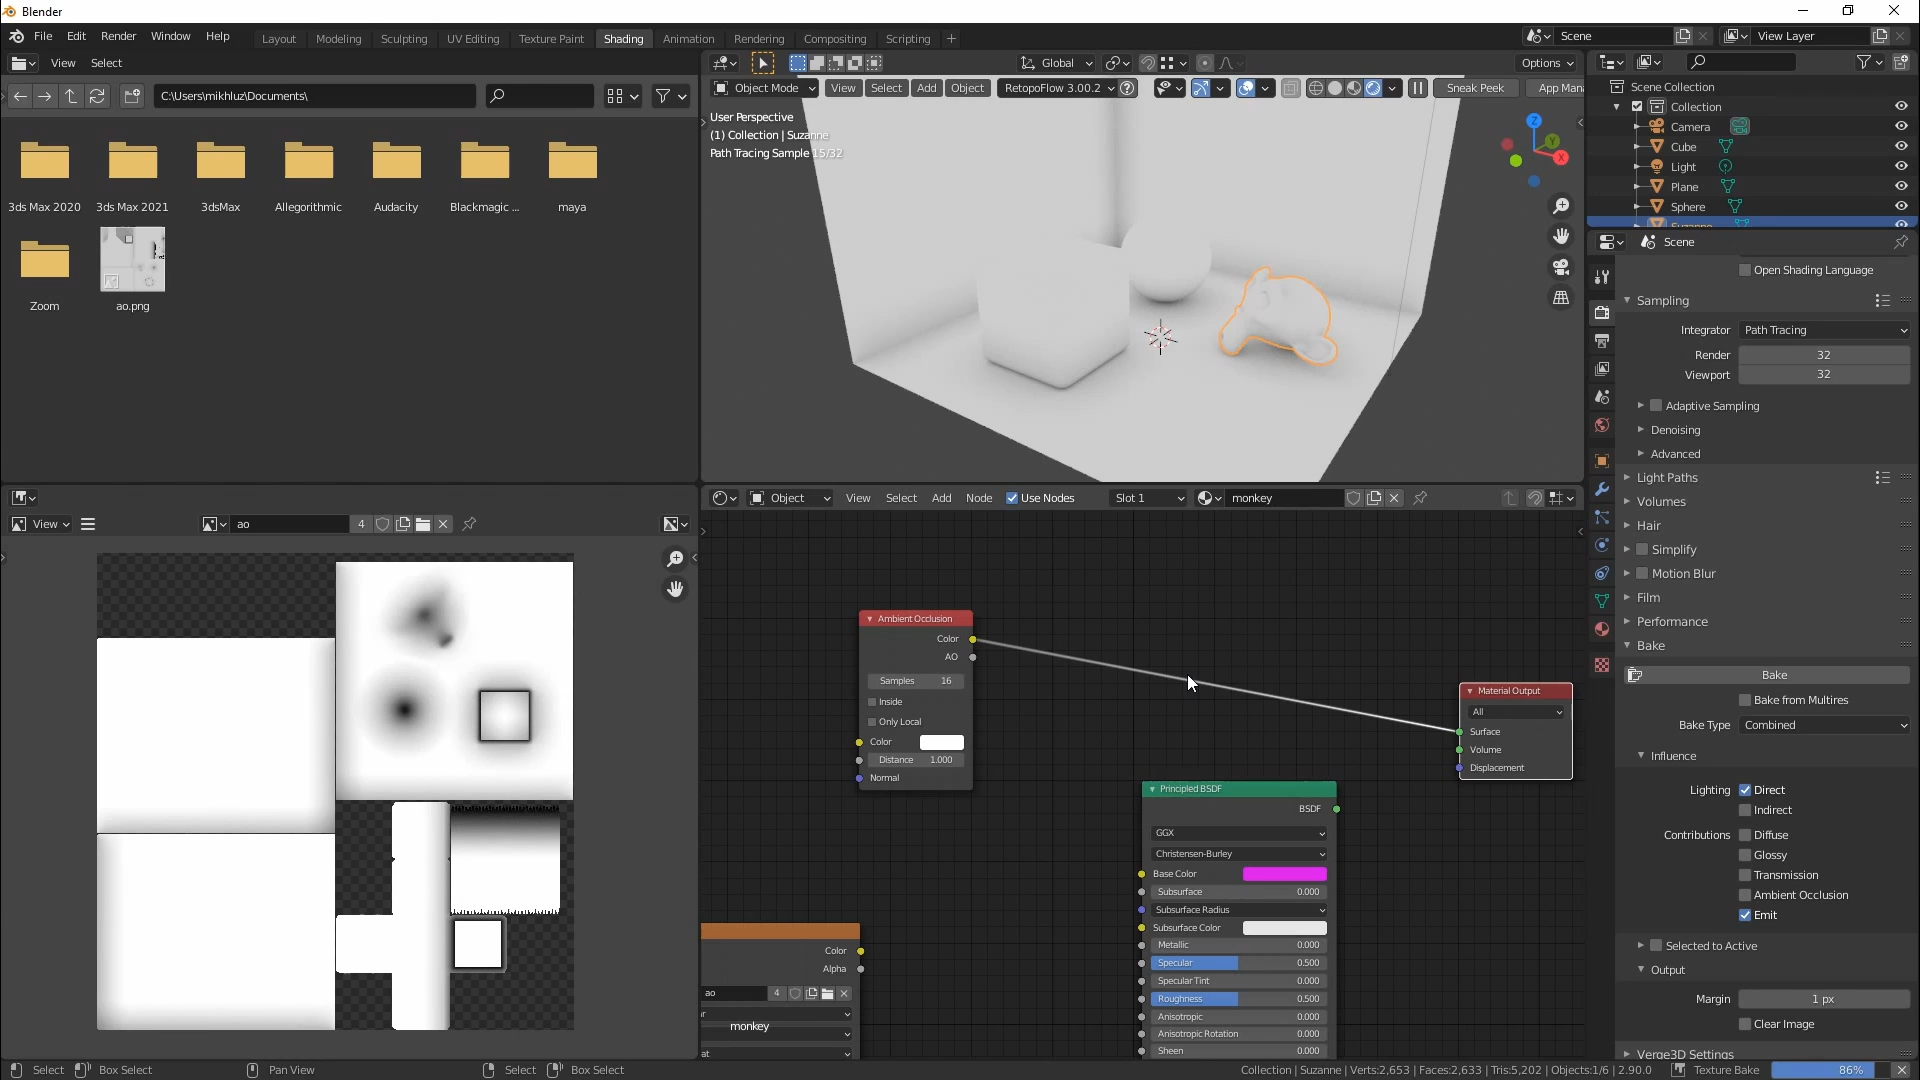 Blender
File Edit Render Window Help
Layout Modeling Sculpting UV Editing Texture Paint Shading Animation Rendering Compositing Scripting +
Scene
View Layer
View Select
C:\Users\mikhluz\Documents\
3ds Max 2020 3ds Max 2021 3dsMax Allegorithmic Audacity Blackmagic ... maya
Zoom ao.png
Global
Options
Object Mode View Select Add Object RetopoFlow 3.00.2 Sneak Peek App Mana
User Perspective
(1) Collection | Suzanne
Path Tracing Sample 15/32
Z
Y
X
Scene Collection
Collection
Camera
Cube
Light
Plane
Sphere
Suzanne
Scene
Open Shading Language
Sampling
Integrator Path Tracing
Render 32
Viewport 32
Adaptive Sampling
Denoising
Advanced
Light Paths
Volumes
Hair
Simplify
Motion Blur
Film
Performance
Bake
Bake
Bake from Multires
Bake Type Combined
Influence
Lighting Direct
Indirect
Contributions Diffuse
Glossy
Transmission
Ambient Occlusion
Emit
Selected to Active
Output
Margin 1 px
Clear Image
Verge3D Settings
View
ao 4
Object View Select Add Node Use Nodes Slot 1 monkey
Ambient Occlusion
Color
AO
Samples 16
Inside
Only Local
Color
Distance 1.000
Normal
Material Output
All
Surface
Volume
Displacement
Principled BSDF
BSDF
GGX
Christensen-Burley
Base Color
Subsurface 0.000
Subsurface Radius
Subsurface Color
Metallic 0.000
Specular 0.500
Specular Tint 0.000
Roughness 0.500
Anisotropic 0.000
Anisotropic Rotation 0.000
Sheen 0.000
Color
Alpha
ao 4
ar
monkey
at
Select Box Select Pan View Select Box Select
Collection | Suzanne | Verts:2,653 | Faces:2,633 | Tris:5,202 | Objects:1/6 | 2.90.0 Texture Bake 86%